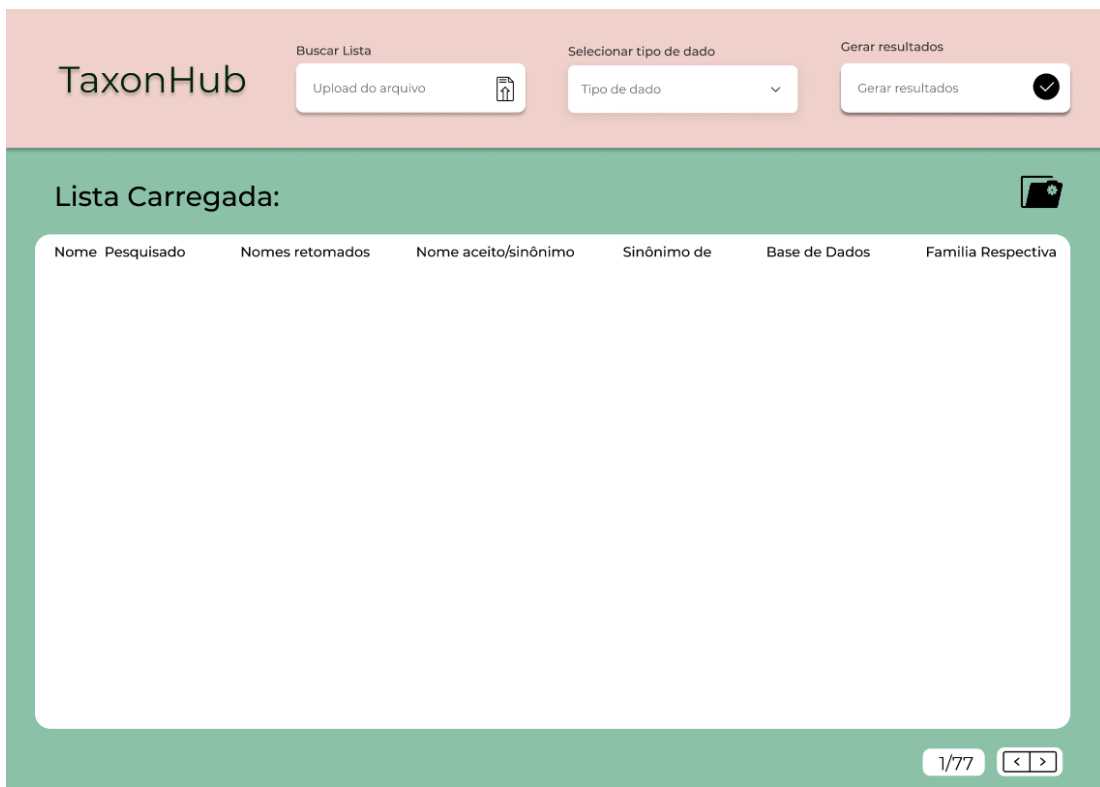 TaxonHub
Buscar Lista
Upload do arquivo
Selecionar tipo de dado
Tipo de dado
Gerar resultados
Gerar resultados
Lista Carregada:
Nome Pesquisado Nomes retomados Nome aceito/sinônimo Sinônimo de Base de Dados Familia Respectiva
1/77 < >